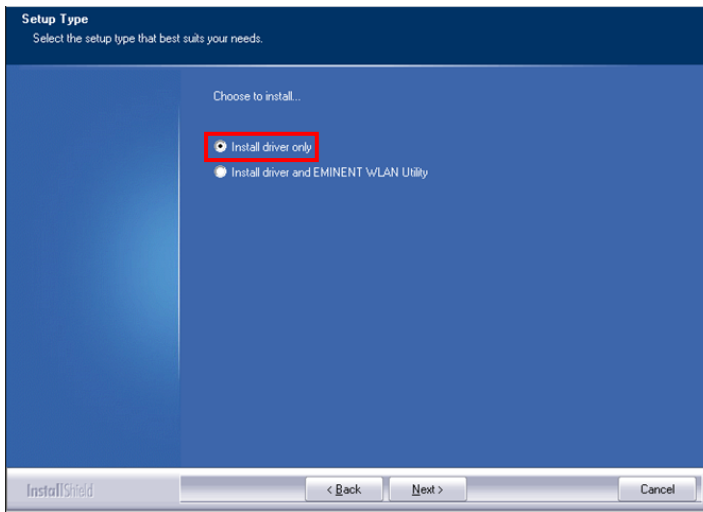 Setup Type
Select the setup type that best suits your needs.
Choose to install...
Install driver only
Install driver and EMINENT WLAN Utility
InstallShield
< Back
Next >
Cancel